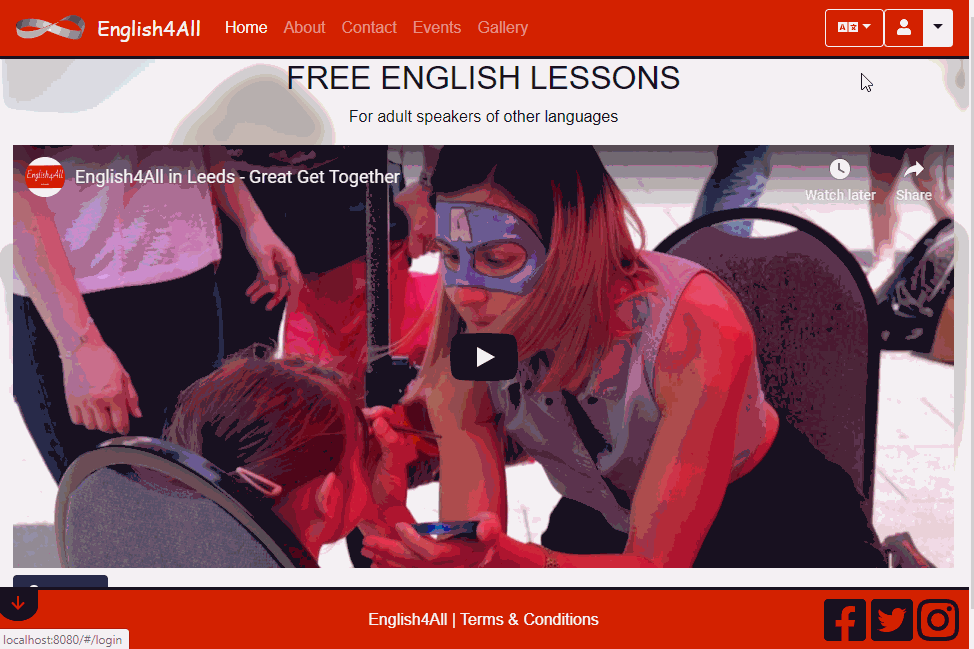 English4All Home About Contact Events Gallery
FREE ENGLISH LESSONS
For adult speakers of other languages
English4All
English4All in Leeds - Great Get Together
Watch later Share
A
English4All | Terms & Conditions
localhost:8080/#/login